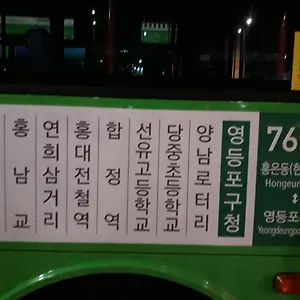 홍남교
연희삼거리
홍대전철역
합정역
선유고등학교
당중초등학교
양남로터리
영등포구청
76
홍은동(현
Hongeun
↕
영등포
Yeongdeungpo